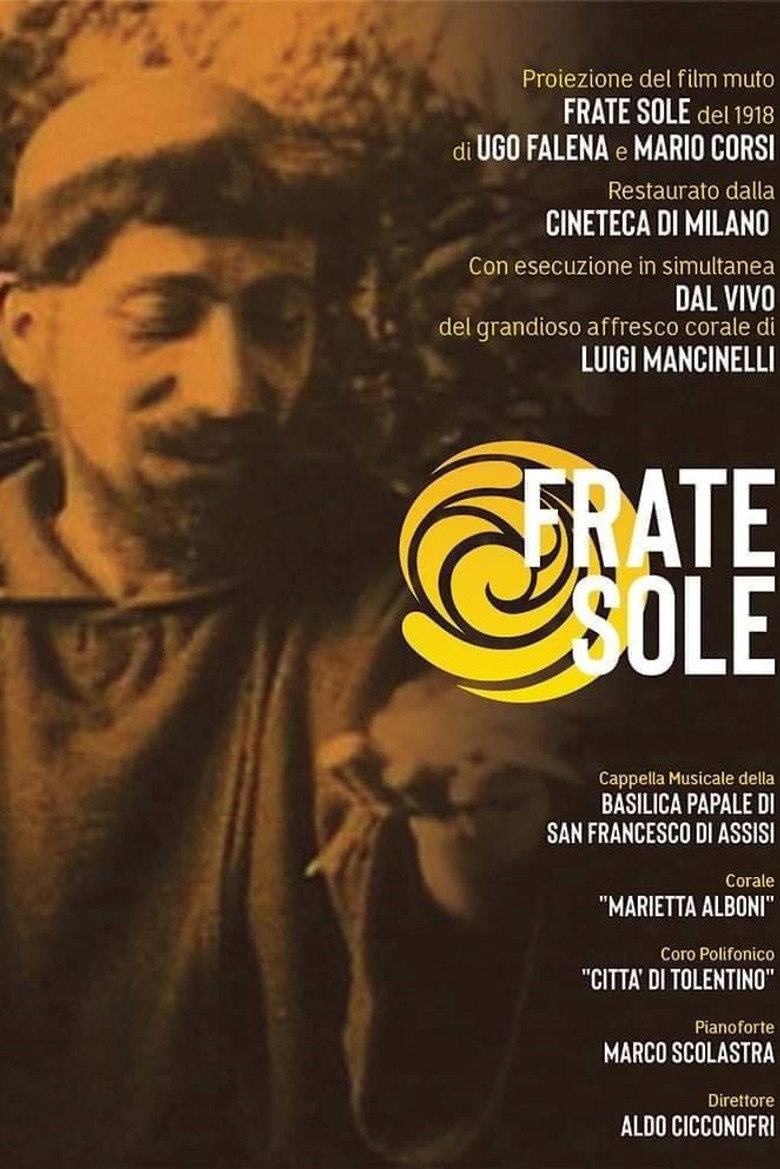 Proiezione del film muto
FRATE SOLE del 1918
di UGO FALENA e MARIO CORSI
Restaurato dalla
CINETECA DI MILANO
Con esecuzione in simultanea
DAL VIVO
del grandioso affresco corale di
LUIGI MANCINELLI
FRATE
SOLE
Cappella Musicale della
BASILICA PAPALE DI
SAN FRANCESCO DI ASSISI
Corale
"MARIETTA ALBONI"
Coro Polifonico
"CITTA' DI TOLENTINO"
Pianoforte
MARCO SCOLASTRA
Direttore
ALDO CICCONOFRI